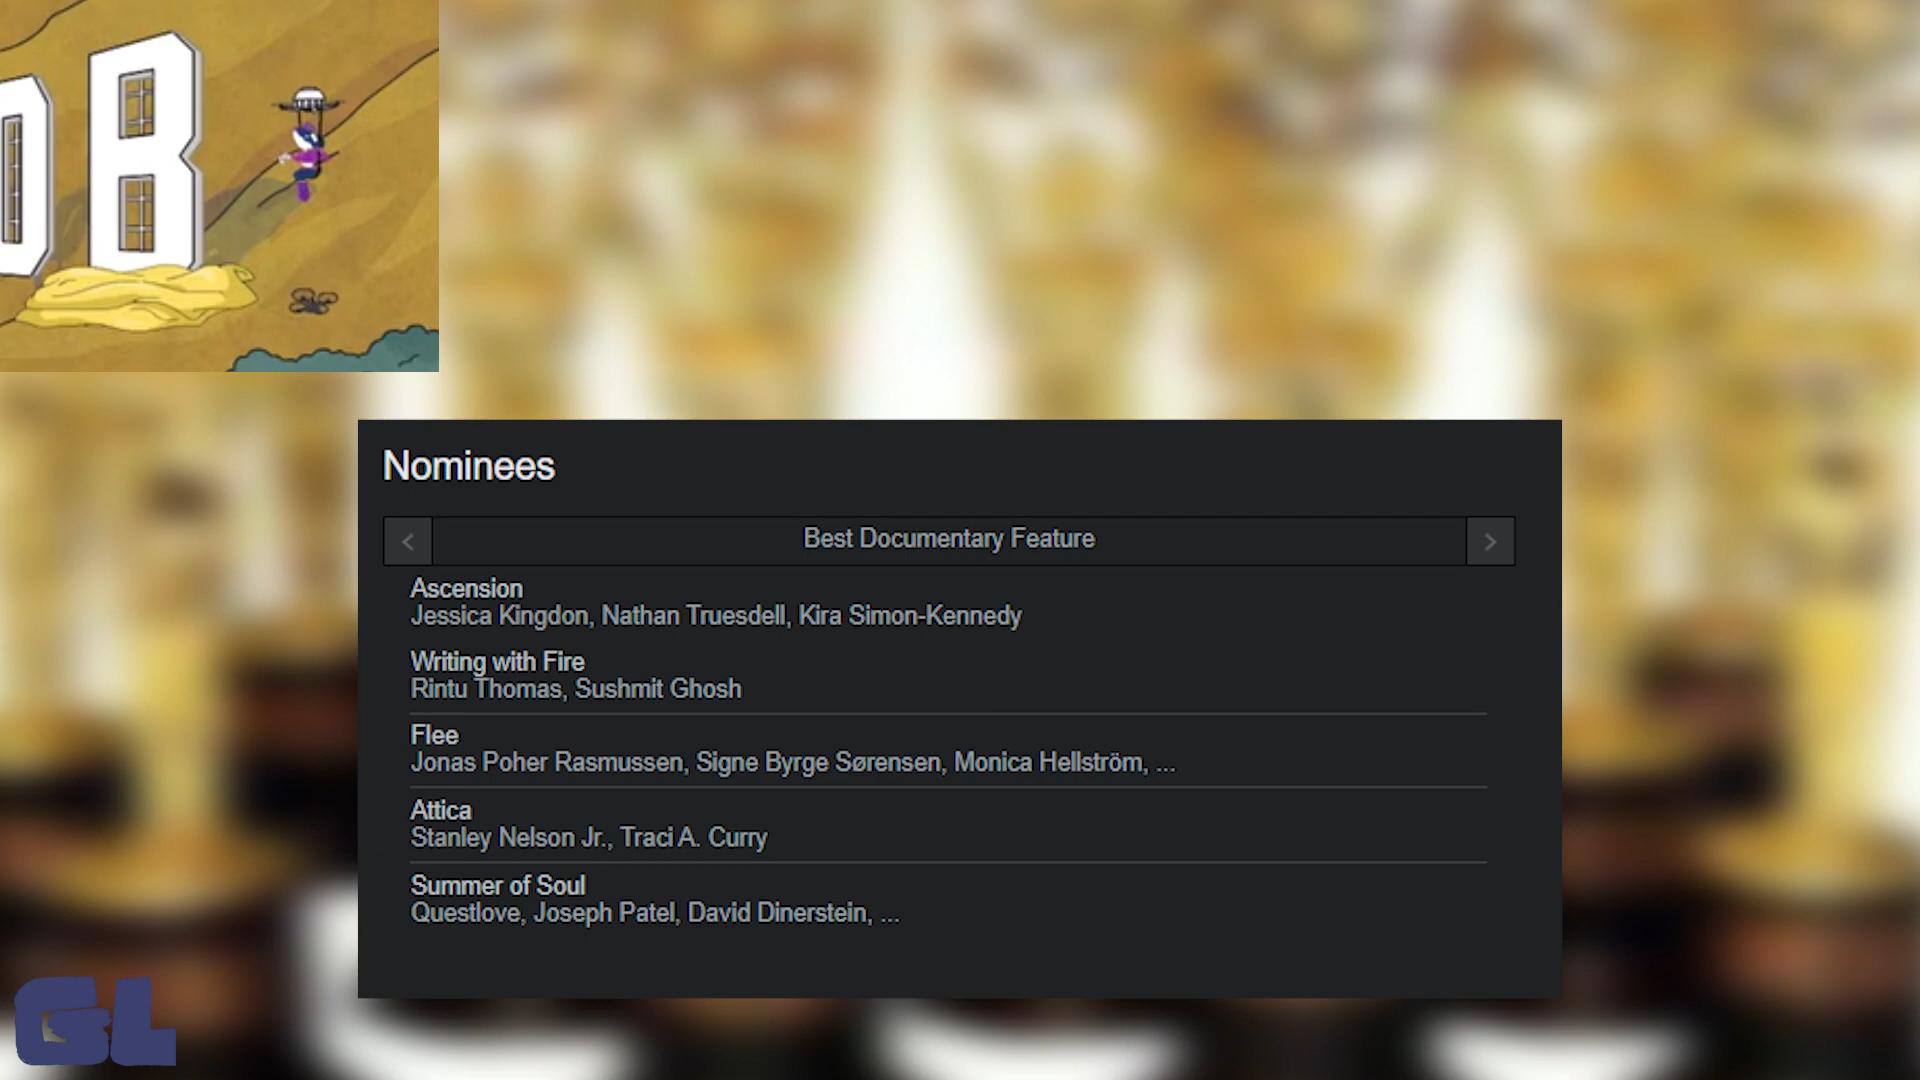 OB
Nominees
Best Documentary Feature
Ascension
Jessica Kingdon, Nathan Truesdell, Kira Simon-Kennedy
Writing with Fire
Rintu Thomas, Sushmit Ghosh
Flee
Jonas Poher Rasmussen, Signe Byrge Sørensen, Monica Hellström, ...
Attica
Stanley Nelson Jr., Traci A. Curry
Summer of Soul
Questlove, Joseph Patel, David Dinerstein, ...
GL